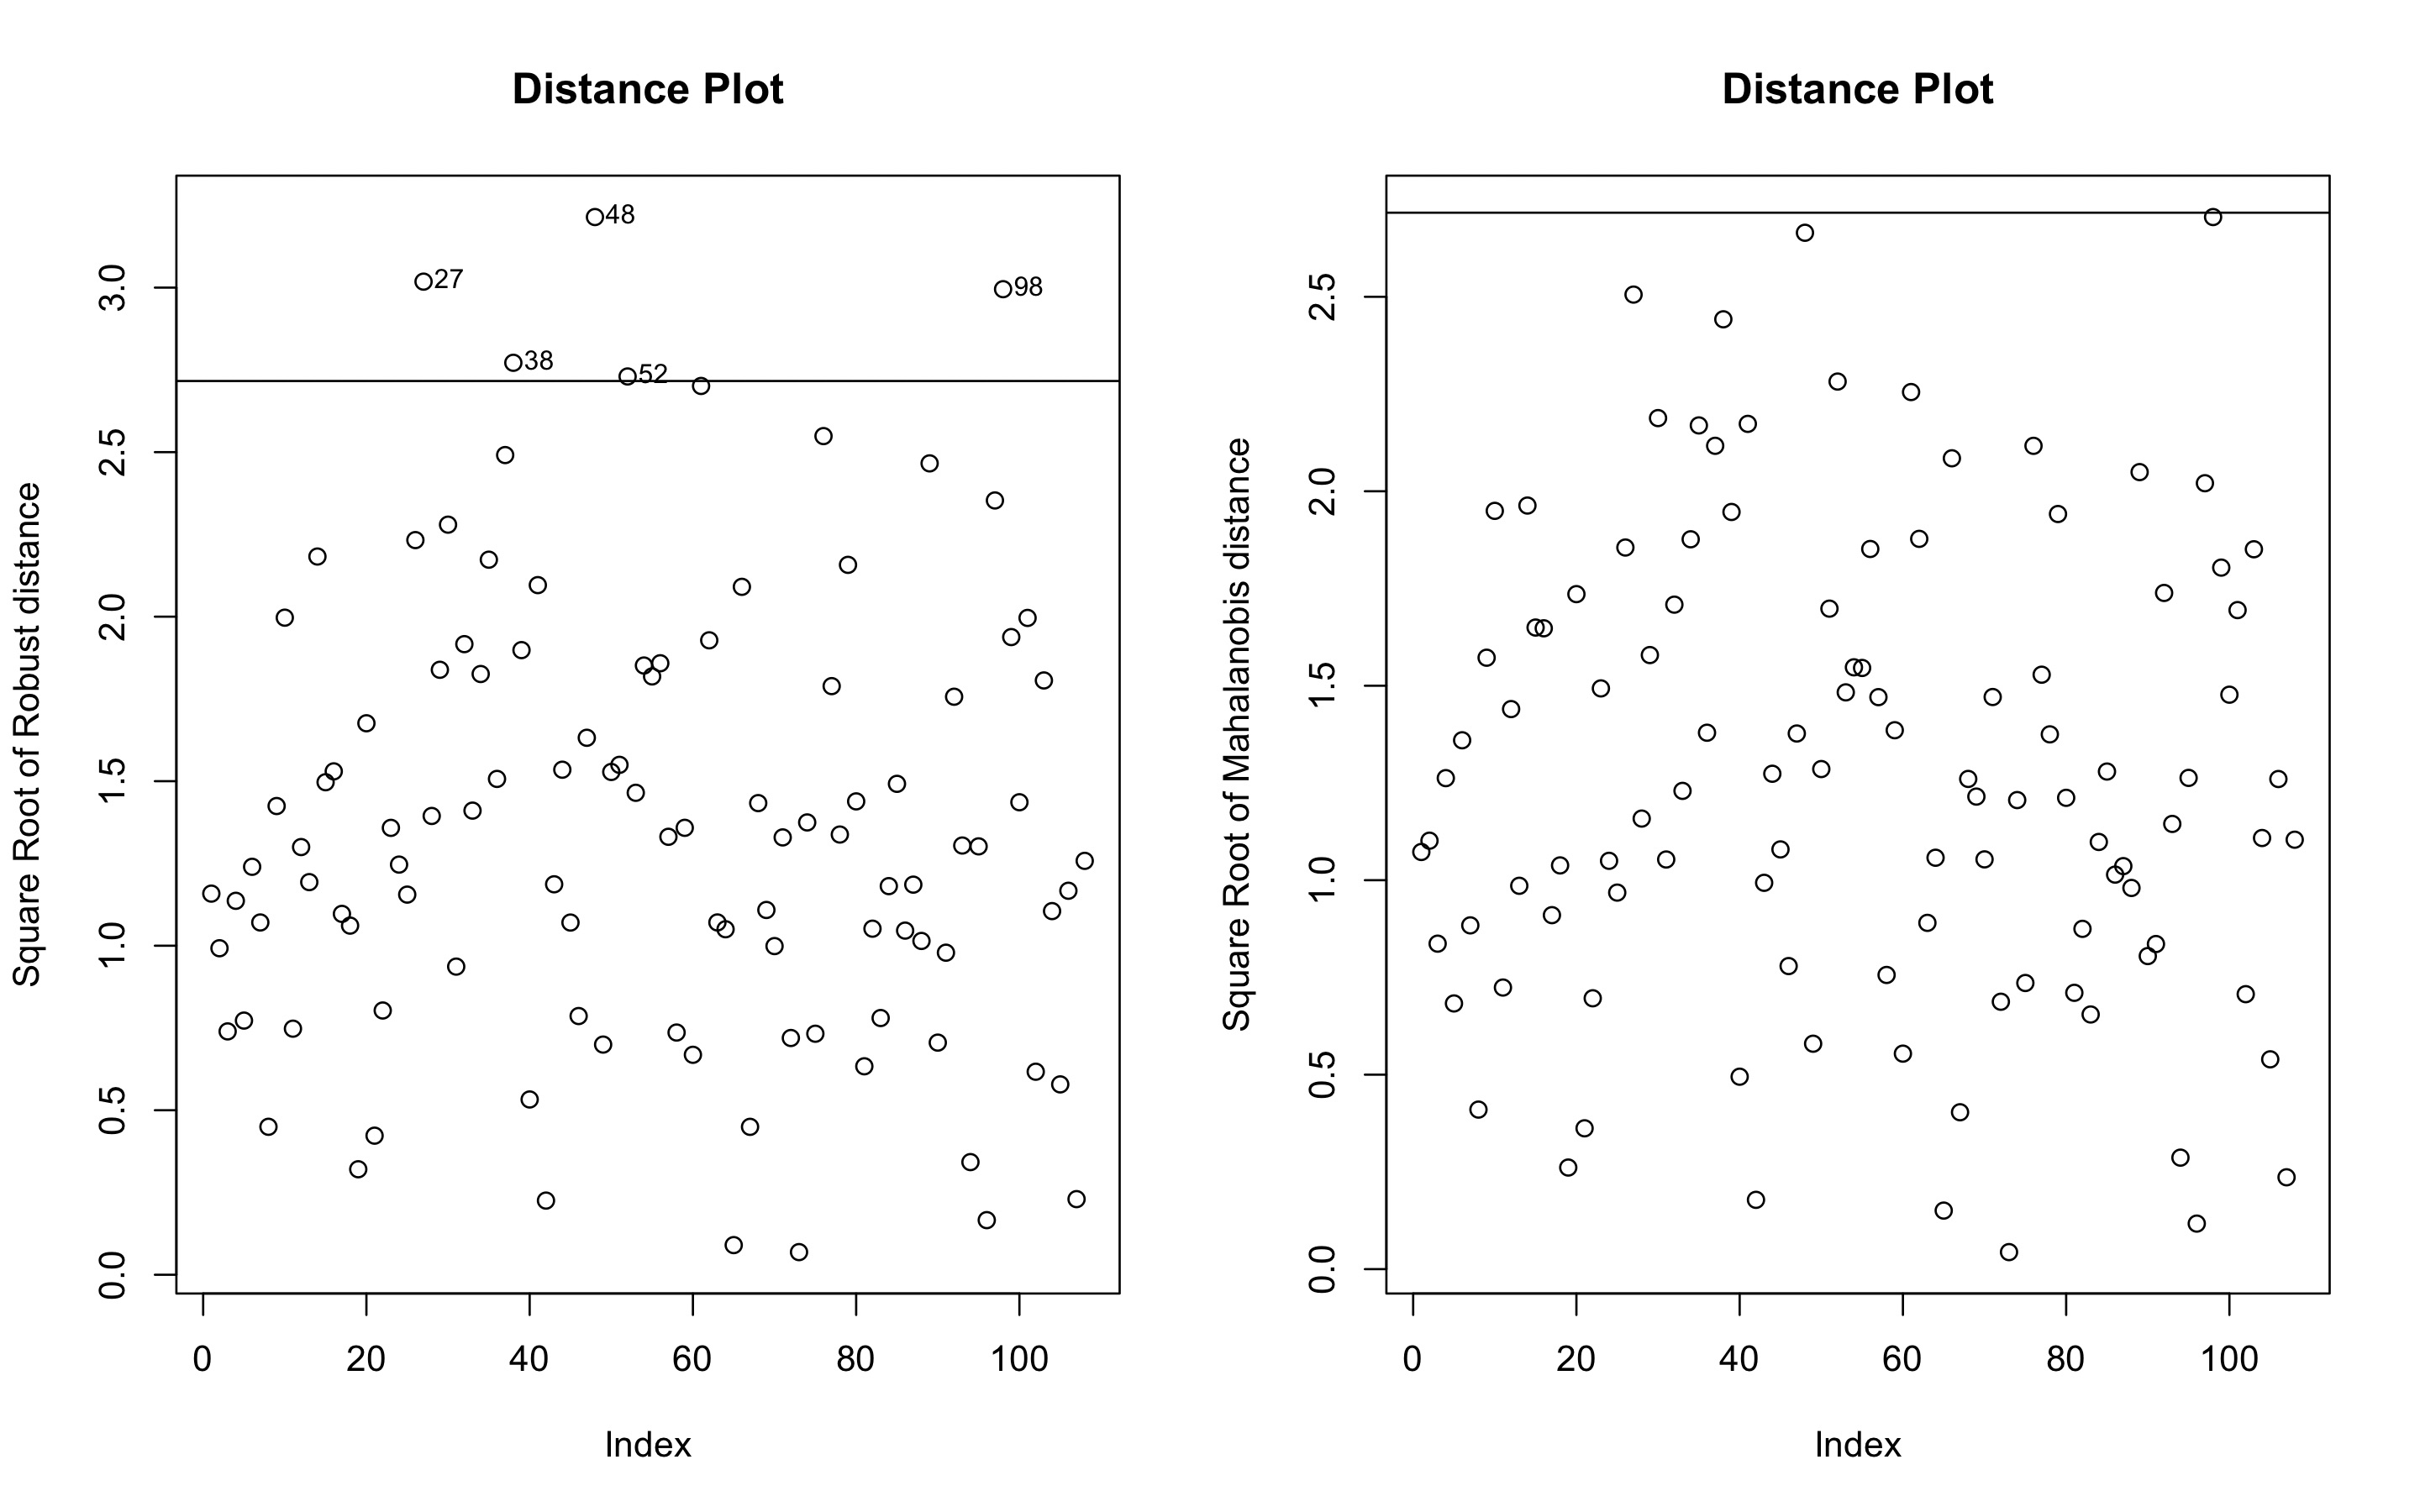 Distance Plot
Square Root of Robust distance
3.0
2.5
2.0
1.5
1.0
0.5
0.0
48
27
98
38
52
0 20 40 60 80 100
Index
Distance Plot
Square Root of Mahalanobis distance
2.5
2.0
1.5
1.0
0.5
0.0
0 20 40 60 80 100
Index